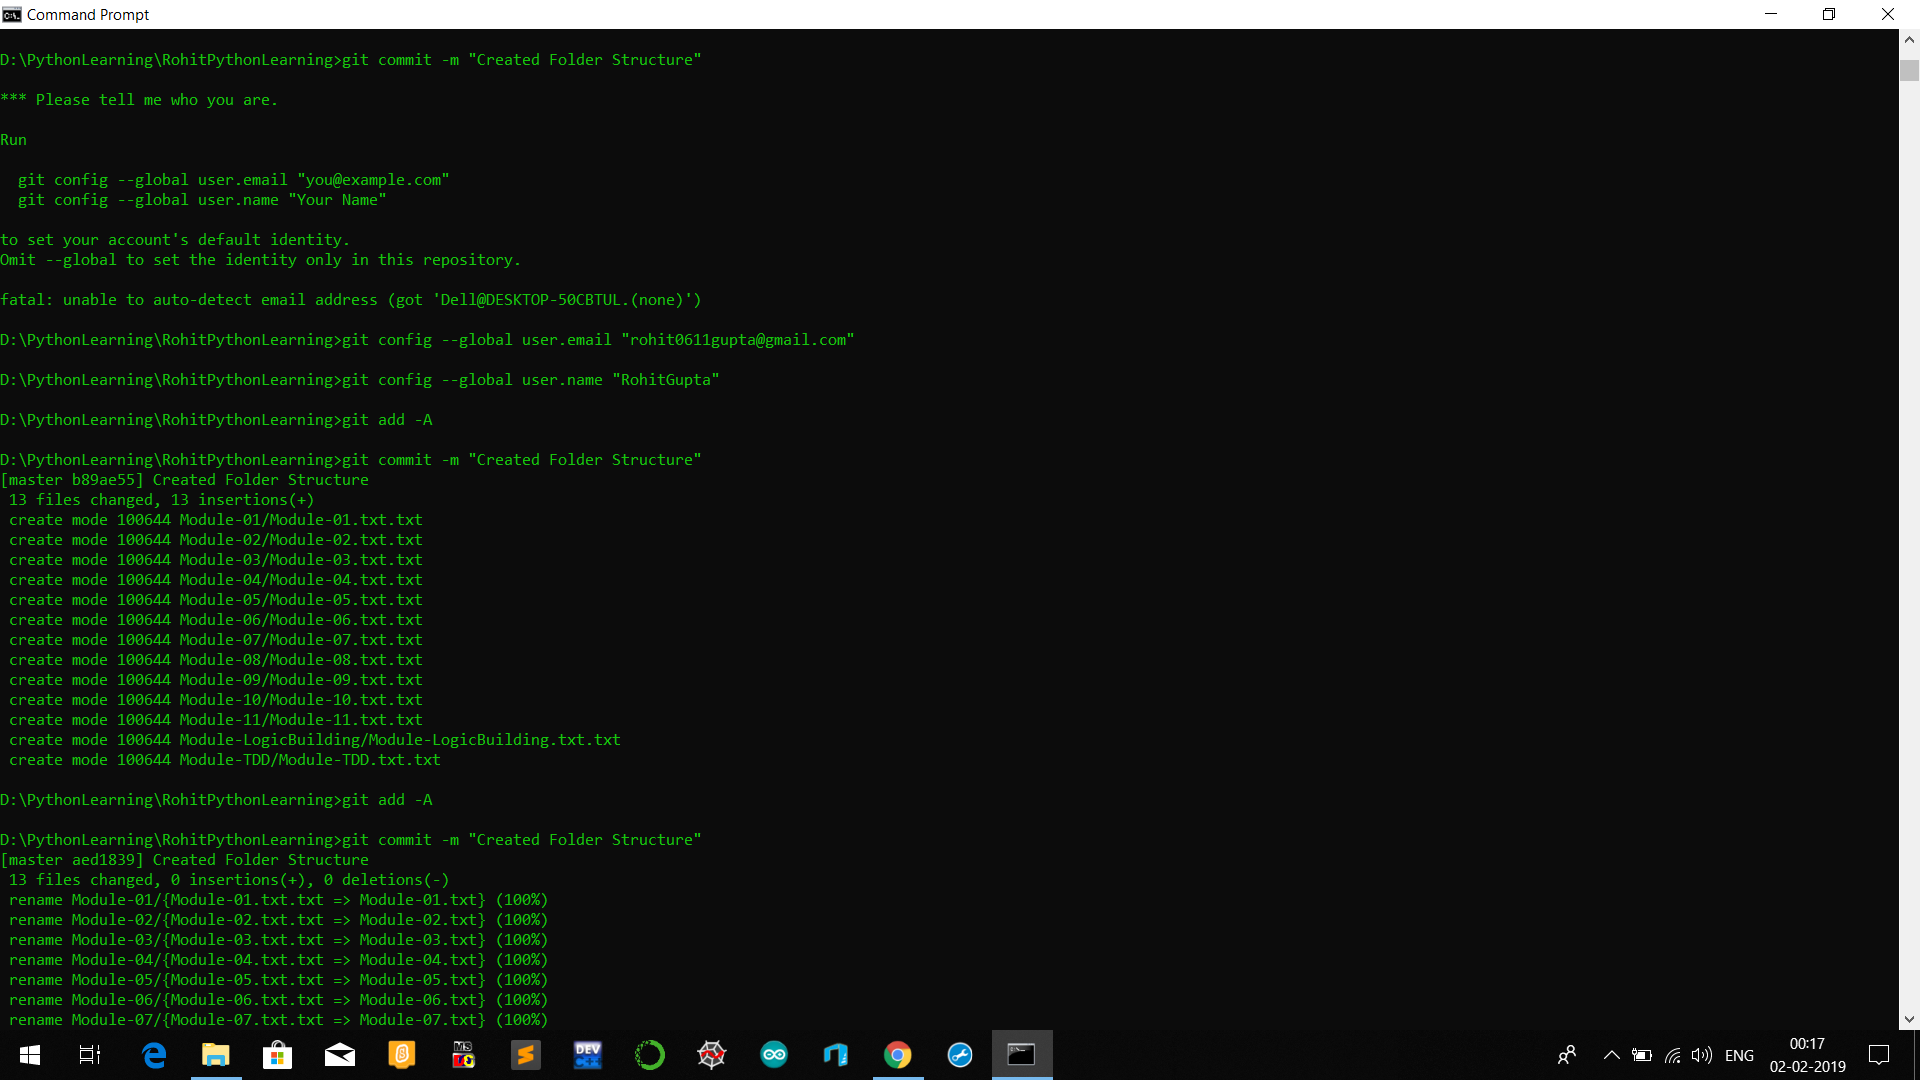 Command Prompt
D:\PythonLearning\RohitPythonLearning>git commit -m "Created Folder Structure"
*** Please tell me who you are.
Run
  git config --global user.email "you@example.com"
  git config --global user.name "Your Name"
to set your account's default identity.
Omit --global to set the identity only in this repository.
fatal: unable to auto-detect email address (got 'Dell@DESKTOP-50CBTUL.(none)')
D:\PythonLearning\RohitPythonLearning>git config --global user.email "rohit0611gupta@gmail.com"
D:\PythonLearning\RohitPythonLearning>git config --global user.name "RohitGupta"
D:\PythonLearning\RohitPythonLearning>git add -A
D:\PythonLearning\RohitPythonLearning>git commit -m "Created Folder Structure"
[master b89ae55] Created Folder Structure
 13 files changed, 13 insertions(+)
 create mode 100644 Module-01/Module-01.txt.txt
 create mode 100644 Module-02/Module-02.txt.txt
 create mode 100644 Module-03/Module-03.txt.txt
 create mode 100644 Module-04/Module-04.txt.txt
 create mode 100644 Module-05/Module-05.txt.txt
 create mode 100644 Module-06/Module-06.txt.txt
 create mode 100644 Module-07/Module-07.txt.txt
 create mode 100644 Module-08/Module-08.txt.txt
 create mode 100644 Module-09/Module-09.txt.txt
 create mode 100644 Module-10/Module-10.txt.txt
 create mode 100644 Module-11/Module-11.txt.txt
 create mode 100644 Module-LogicBuilding/Module-LogicBuilding.txt.txt
 create mode 100644 Module-TDD/Module-TDD.txt.txt
D:\PythonLearning\RohitPythonLearning>git add -A
D:\PythonLearning\RohitPythonLearning>git commit -m "Created Folder Structure"
[master aed1839] Created Folder Structure
 13 files changed, 0 insertions(+), 0 deletions(-)
 rename Module-01/{Module-01.txt.txt => Module-01.txt} (100%)
 rename Module-02/{Module-02.txt.txt => Module-02.txt} (100%)
 rename Module-03/{Module-03.txt.txt => Module-03.txt} (100%)
 rename Module-04/{Module-04.txt.txt => Module-04.txt} (100%)
 rename Module-05/{Module-05.txt.txt => Module-05.txt} (100%)
 rename Module-06/{Module-06.txt.txt => Module-06.txt} (100%)
 rename Module-07/{Module-07.txt.txt => Module-07.txt} (100%)
MS
DEV
C++
ENG
00:17
02-02-2019